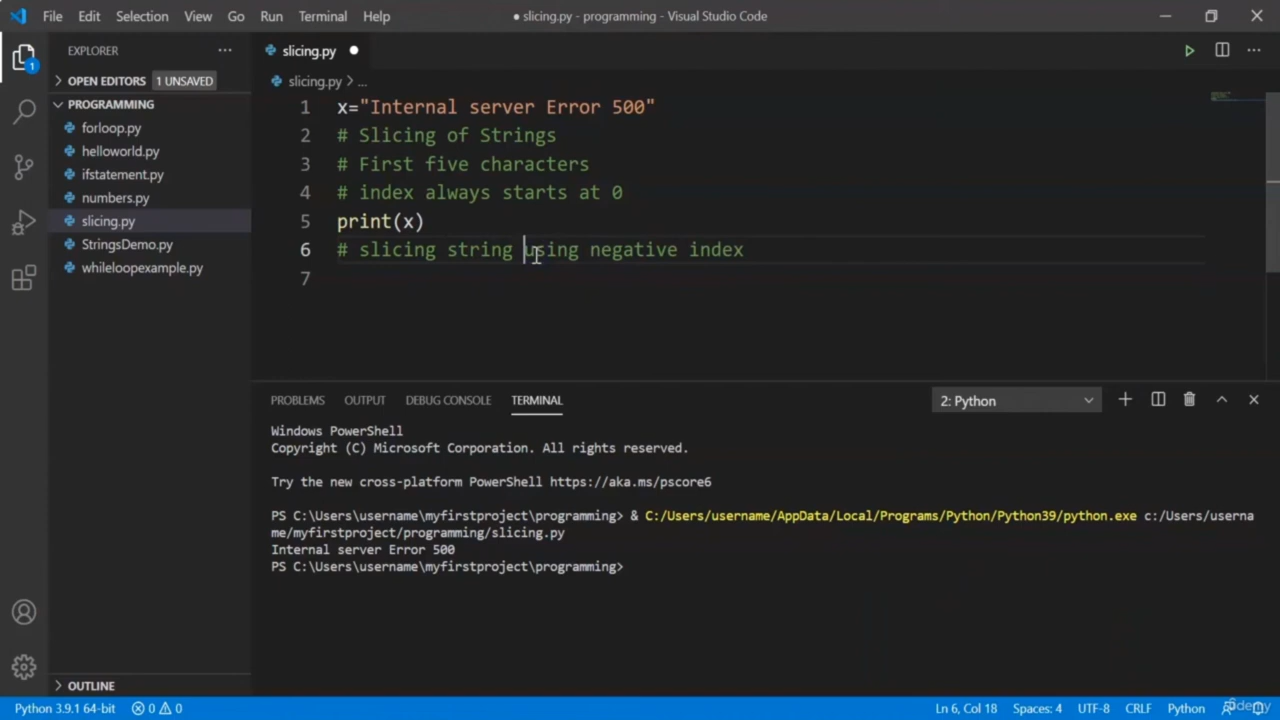 File Edit Selection View Go Run Terminal Help
● slicing.py - programming - Visual Studio Code
EXPLORER
OPEN EDITORS 1 UNSAVED
PROGRAMMING
forloop.py
helloworld.py
ifstatement.py
numbers.py
slicing.py
StringsDemo.py
whileloopexample.py
OUTLINE
1
slicing.py
slicing.py > ...
1 x="Internal server Error 500"
2 # Slicing of Strings
3 # First five characters
4 # index always starts at 0
5 print(x)
6 # slicing string using negative index
7
PROBLEMS OUTPUT DEBUG CONSOLE TERMINAL 2: Python
Windows PowerShell
Copyright (C) Microsoft Corporation. All rights reserved.
Try the new cross-platform PowerShell https://aka.ms/pscore6
PS C:\Users\username\myfirstproject\programming> & C:/Users/username/AppData/Local/Programs/Python/Python39/python.exe c:/Users/userna
me/myfirstproject/programming/slicing.py
Internal server Error 500
PS C:\Users\username\myfirstproject\programming>
Python 3.9.1 64-bit 0 0 Ln 6, Col 18 Spaces: 4 UTF-8 CRLF Python
Udemy